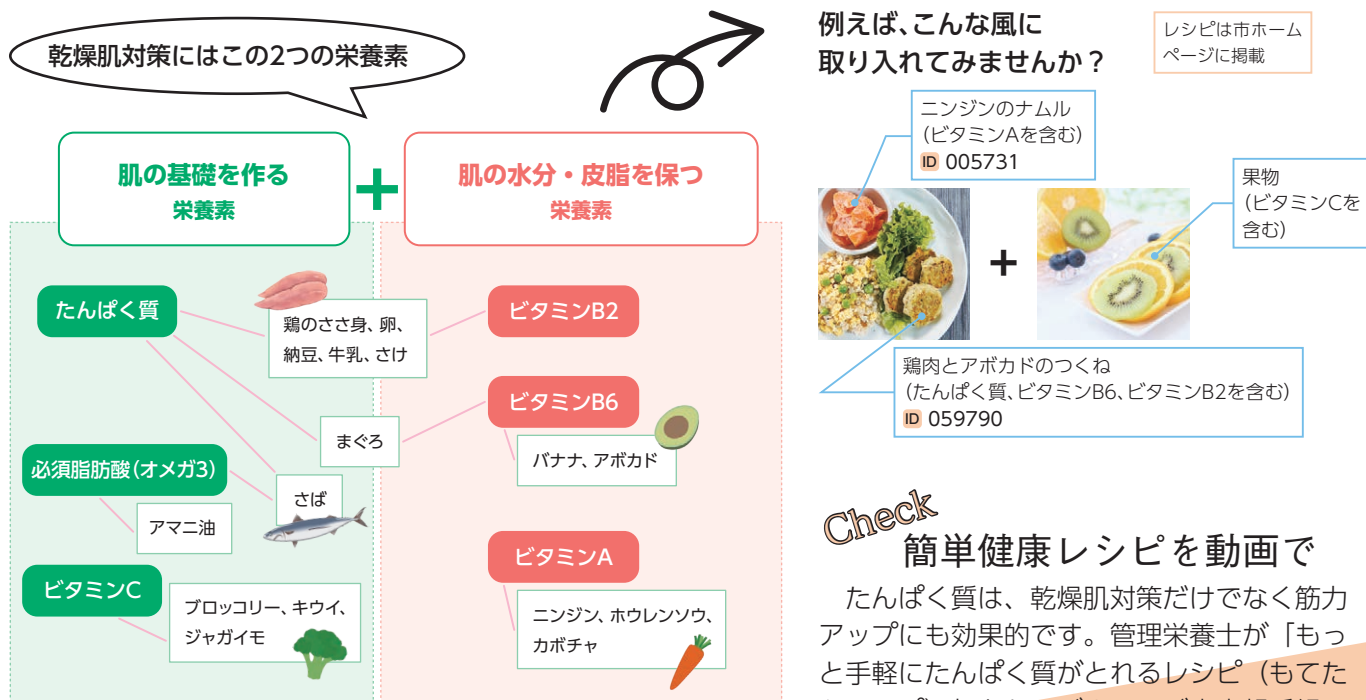 乾燥肌対策にはこの2つの栄養素
肌の基礎を作る
栄養素
+
肌の水分・皮脂を保つ
栄養素
たんぱく質
鶏のささ身、卵、
納豆、牛乳、さけ
ビタミンB2
まぐろ
ビタミンB6
バナナ、アボカド
必須脂肪酸(オメガ3)
さば
アマニ油
ビタミンC
ブロッコリー、キウイ、
ジャガイモ
ビタミンA
ニンジン、ホウレンソウ、
カボチャ
例えば、こんな風に
取り入れてみませんか？
レシピは市ホーム
ページに掲載
ニンジンのナムル
(ビタミンAを含む)
ID 005731
+
果物
(ビタミンCを
含む)
鶏肉とアボカドのつくね
(たんぱく質、ビタミンB6、ビタミンB2を含む)
ID 059790
Check
簡単健康レシピを動画で
たんぱく質は、乾燥肌対策だけでなく筋力
アップにも効果的です。管理栄養士が「もっ
と手軽にたんぱく質がとれるレシピ（もてた